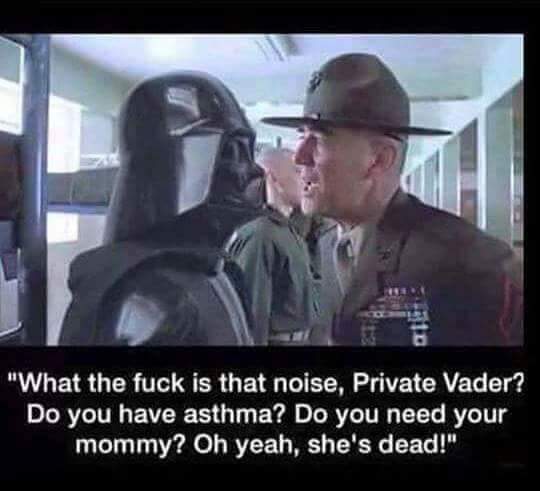 "What the fuck is that noise, Private Vader?
Do you have asthma? Do you need your
mommy? Oh yeah, she's dead!"